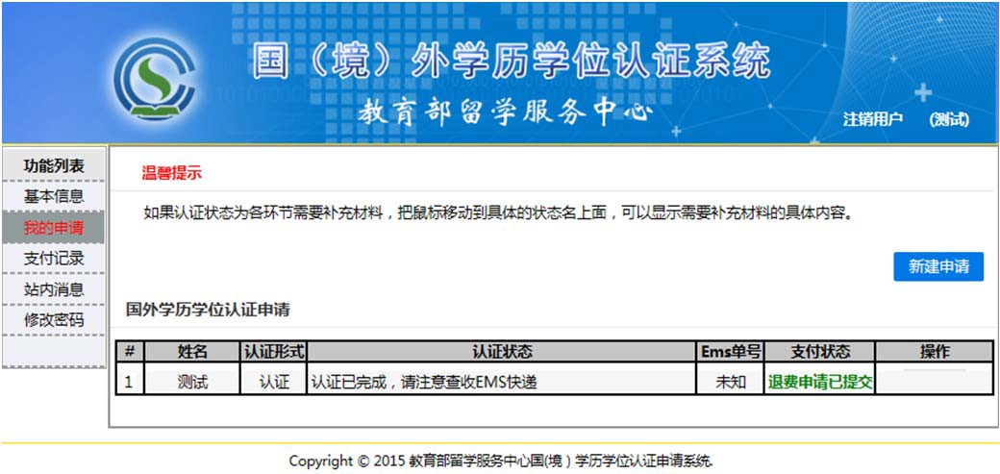 国（境）外学历学位认证系统
教育部留学服务中心
注销用户 (测试)
功能列表
基本信息
我的申请
支付记录
站内消息
修改密码
温馨提示
如果认证状态为各环节需要补充材料，把鼠标移动到具体的状态名上面，可以显示需要补充材料的具体内容。
新建申请
国外学历学位认证申请
# 姓名 认证形式 认证状态 Ems单号 支付状态 操作
1 测试 认证 认证已完成，请注意查收EMS快递 未知 退费申请已提交
Copyright © 2015 教育部留学服务中心国(境）学历学位认证申请系统.